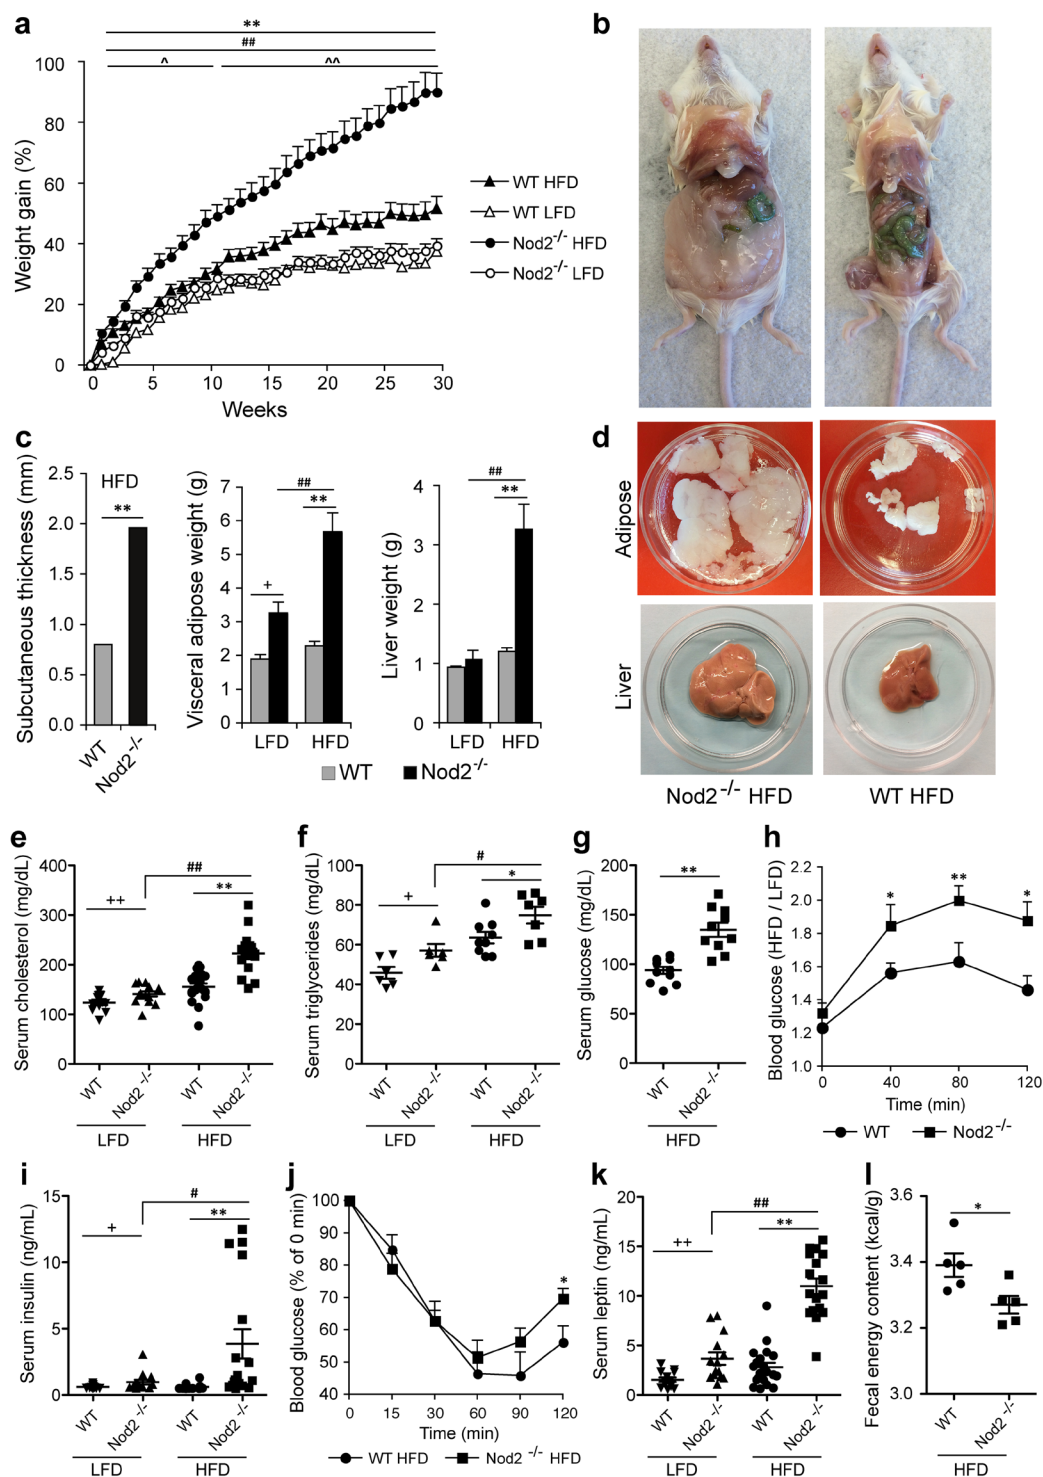 a
**
##
^
^^
100
80
60
40
20
0
Weight gain (%)
0
5
10
15
20
25
30
Weeks
WT HFD
WT LFD
Nod2-/- HFD
Nod2-/- LFD
b
c
HFD
**
2.5
2.0
1.5
1.0
0.5
0.0
Subcutaneous thickness (mm)
WT
Nod2-/-
##
**
+
7
6
5
4
3
2
1
0
Visceral adipose weight (g)
LFD
HFD
##
**
4
3
2
1
0
Liver weight (g)
LFD
HFD
WT
Nod2-/-
d
Adipose
Liver
Nod2-/- HFD
WT HFD
e
##
**
++
400
300
200
100
0
Serum cholesterol (mg/dL)
WT
Nod2-/-
WT
Nod2-/-
LFD
HFD
f
#
*
+
100
80
60
40
20
0
Serum triglycerides (mg/dL)
WT
Nod2-/-
WT
Nod2-/-
LFD
HFD
g
**
200
150
100
50
0
Serum glucose (mg/dL)
WT
Nod2-/-
HFD
h
2.2
2.0
1.8
1.6
1.4
1.2
1.0
*
**
*
Blood glucose (HFD / LFD)
0
40
80
120
Time (min)
WT
Nod2-/-
i
#
**
+
15
10
5
0
Serum insulin (ng/mL)
WT
Nod2-/-
WT
Nod2-/-
LFD
HFD
j
100
90
80
70
60
50
40
*
Blood glucose (% of 0 min)
0
15
30
60
90
120
Time (min)
WT HFD
Nod2 -/- HFD
k
##
**
++
20
15
10
5
0
Serum leptin (ng/mL)
WT
Nod2-/-
WT
Nod2-/-
LFD
HFD
l
*
3.6
3.4
3.2
3.0
Fecal energy content (kcal/g)
WT
Nod2-/-
HFD